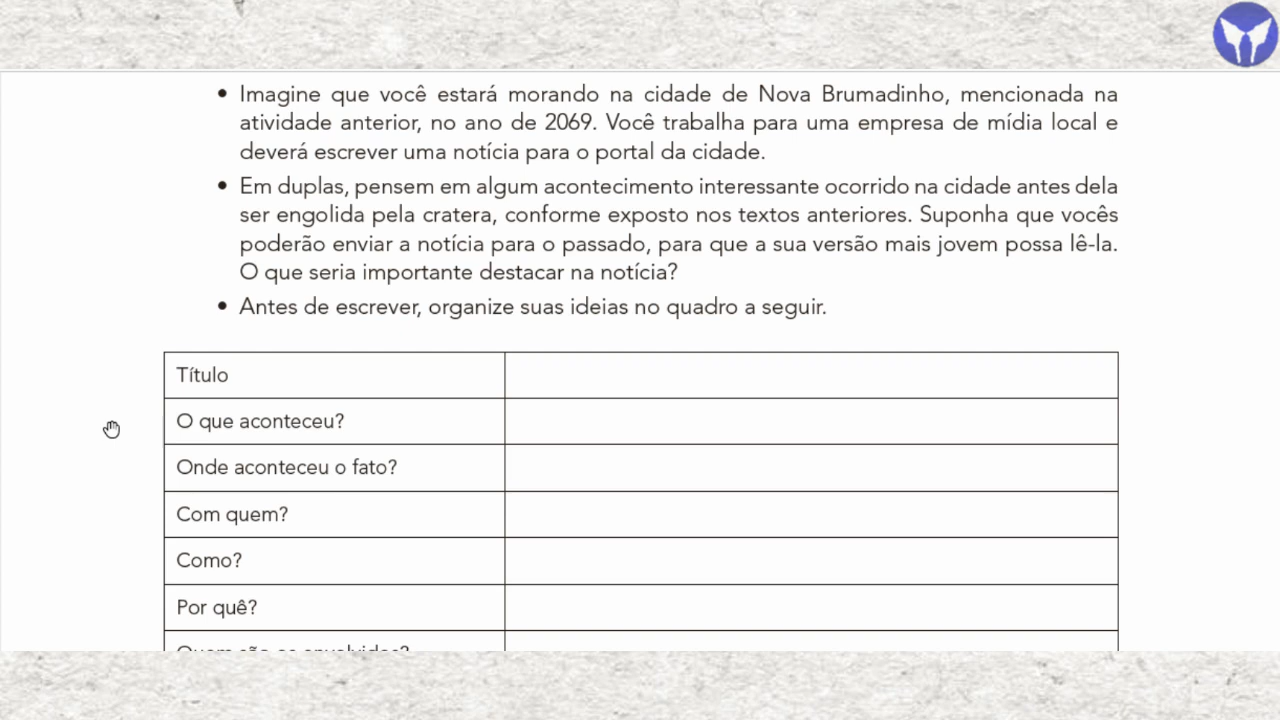 • Imagine que você estará morando na cidade de Nova Brumadinho, mencionada na
atividade anterior, no ano de 2069. Você trabalha para uma empresa de mídia local e
deverá escrever uma notícia para o portal da cidade.
• Em duplas, pensem em algum acontecimento interessante ocorrido na cidade antes dela
ser engolida pela cratera, conforme exposto nos textos anteriores. Suponha que vocês
poderão enviar a notícia para o passado, para que a sua versão mais jovem possa lê-la.
O que seria importante destacar na notícia?
• Antes de escrever, organize suas ideias no quadro a seguir.
Título
O que aconteceu?
Onde aconteceu o fato?
Com quem?
Como?
Por quê?
Quem são os envolvidos?